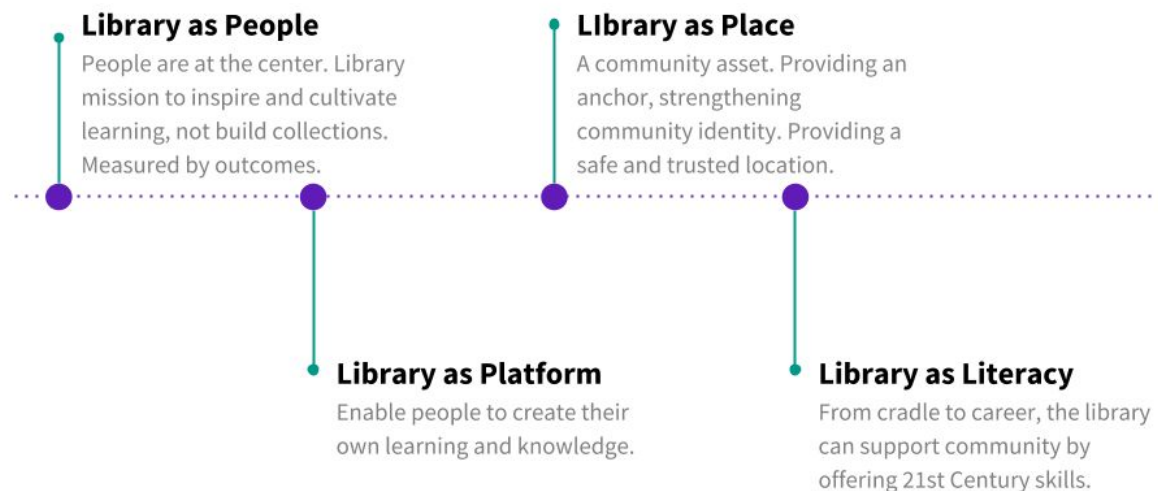 Library as People
People are at the center. Library
mission to inspire and cultivate
learning, not build collections.
Measured by outcomes.
LIbrary as Place
A community asset. Providing an
anchor, strengthening
community identity. Providing a
safe and trusted location.
Library as Platform
Enable people to create their
own learning and knowledge.
Library as Literacy
From cradle to career, the library
can support community by
offering 21st Century skills.